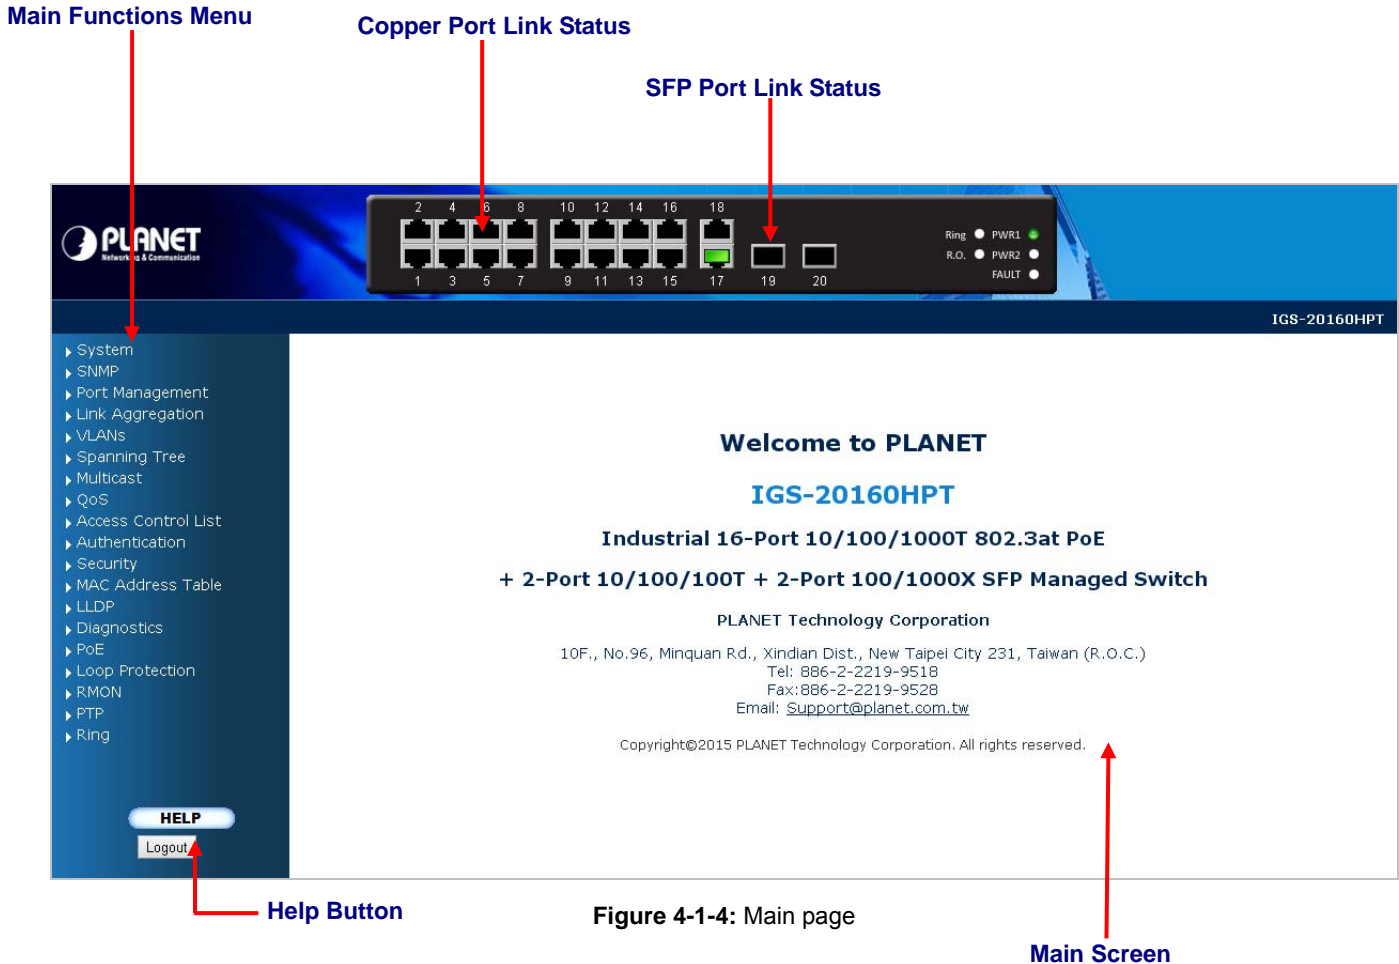 Main Functions Menu
Copper Port Link Status
SFP Port Link Status
2 4 6 8 10 12 14 16 18
PLANET
Networking & Communication
Ring PWR1
R.O. PWR2
FAULT
1 3 5 7 9 11 13 15 17 19 20
IGS-20160HPT
System
SNMP
Port Management
Link Aggregation
VLANs
Spanning Tree
Multicast
QoS
Access Control List
Authentication
Security
MAC Address Table
LLDP
Diagnostics
PoE
Loop Protection
RMON
PTP
Ring
HELP
Logout
Welcome to PLANET
IGS-20160HPT
Industrial 16-Port 10/100/1000T 802.3at PoE
+ 2-Port 10/100/100T + 2-Port 100/1000X SFP Managed Switch
PLANET Technology Corporation
10F., No.96, Minquan Rd., Xindian Dist., New Taipei City 231, Taiwan (R.O.C.)
Tel: 886-2-2219-9518
Fax:886-2-2219-9528
Email: Support@planet.com.tw
Copyright©2015 PLANET Technology Corporation. All rights reserved.
Help Button
Figure 4-1-4: Main page
Main Screen